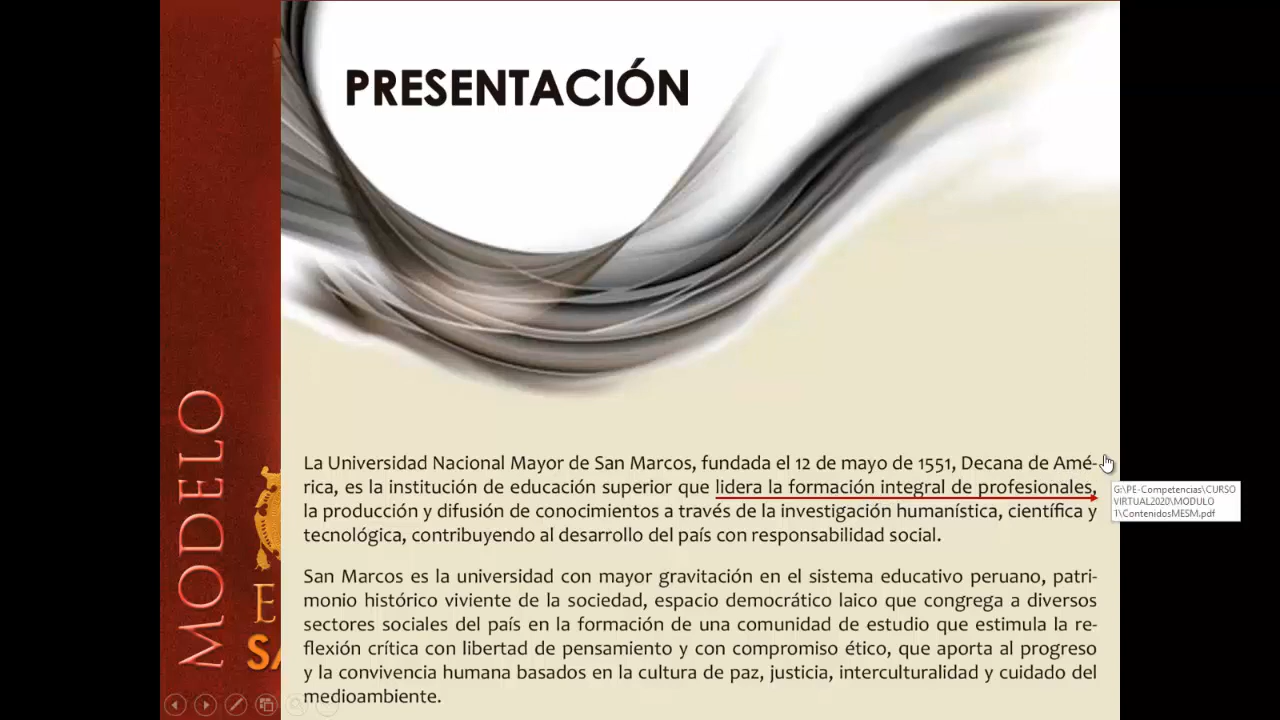 PRESENTACIÓN
La Universidad Nacional Mayor de San Marcos, fundada el 12 de mayo de 1551, Decana de Amé-
rica, es la institución de educación superior que lidera la formación integral de profesionales,
la producción y difusión de conocimientos a través de la investigación humanística, científica y
tecnológica, contribuyendo al desarrollo del país con responsabilidad social.
San Marcos es la universidad con mayor gravitación en el sistema educativo peruano, patri-
monio histórico viviente de la sociedad, espacio democrático laico que congrega a diversos
sectores sociales del país en la formación de una comunidad de estudio que estimula la re-
flexión crítica con libertad de pensamiento y con compromiso ético, que aporta al progreso
y la convivencia humana basados en la cultura de paz, justicia, interculturalidad y cuidado del
medioambiente.
G:\PE-Competencias\CURSO
VIRTUAL2020\MODULO
1\ContenidosMESM.pdf
MODELO
E
SA